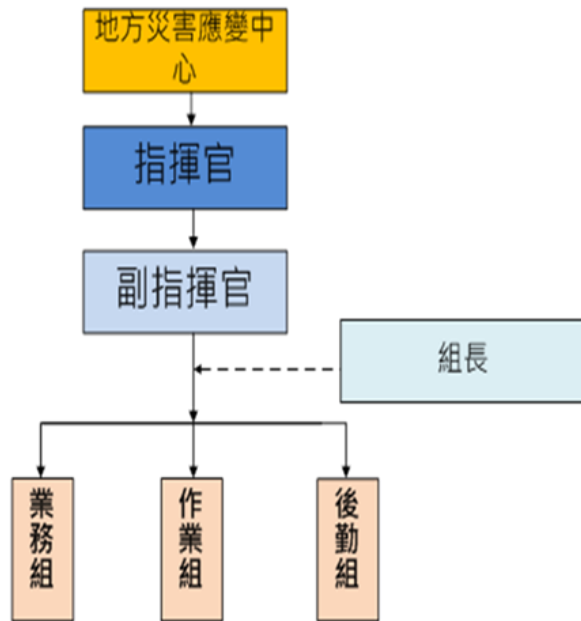 地方災害應變中
心
指揮官
副指揮官
組長
業務組
作業組
後勤組